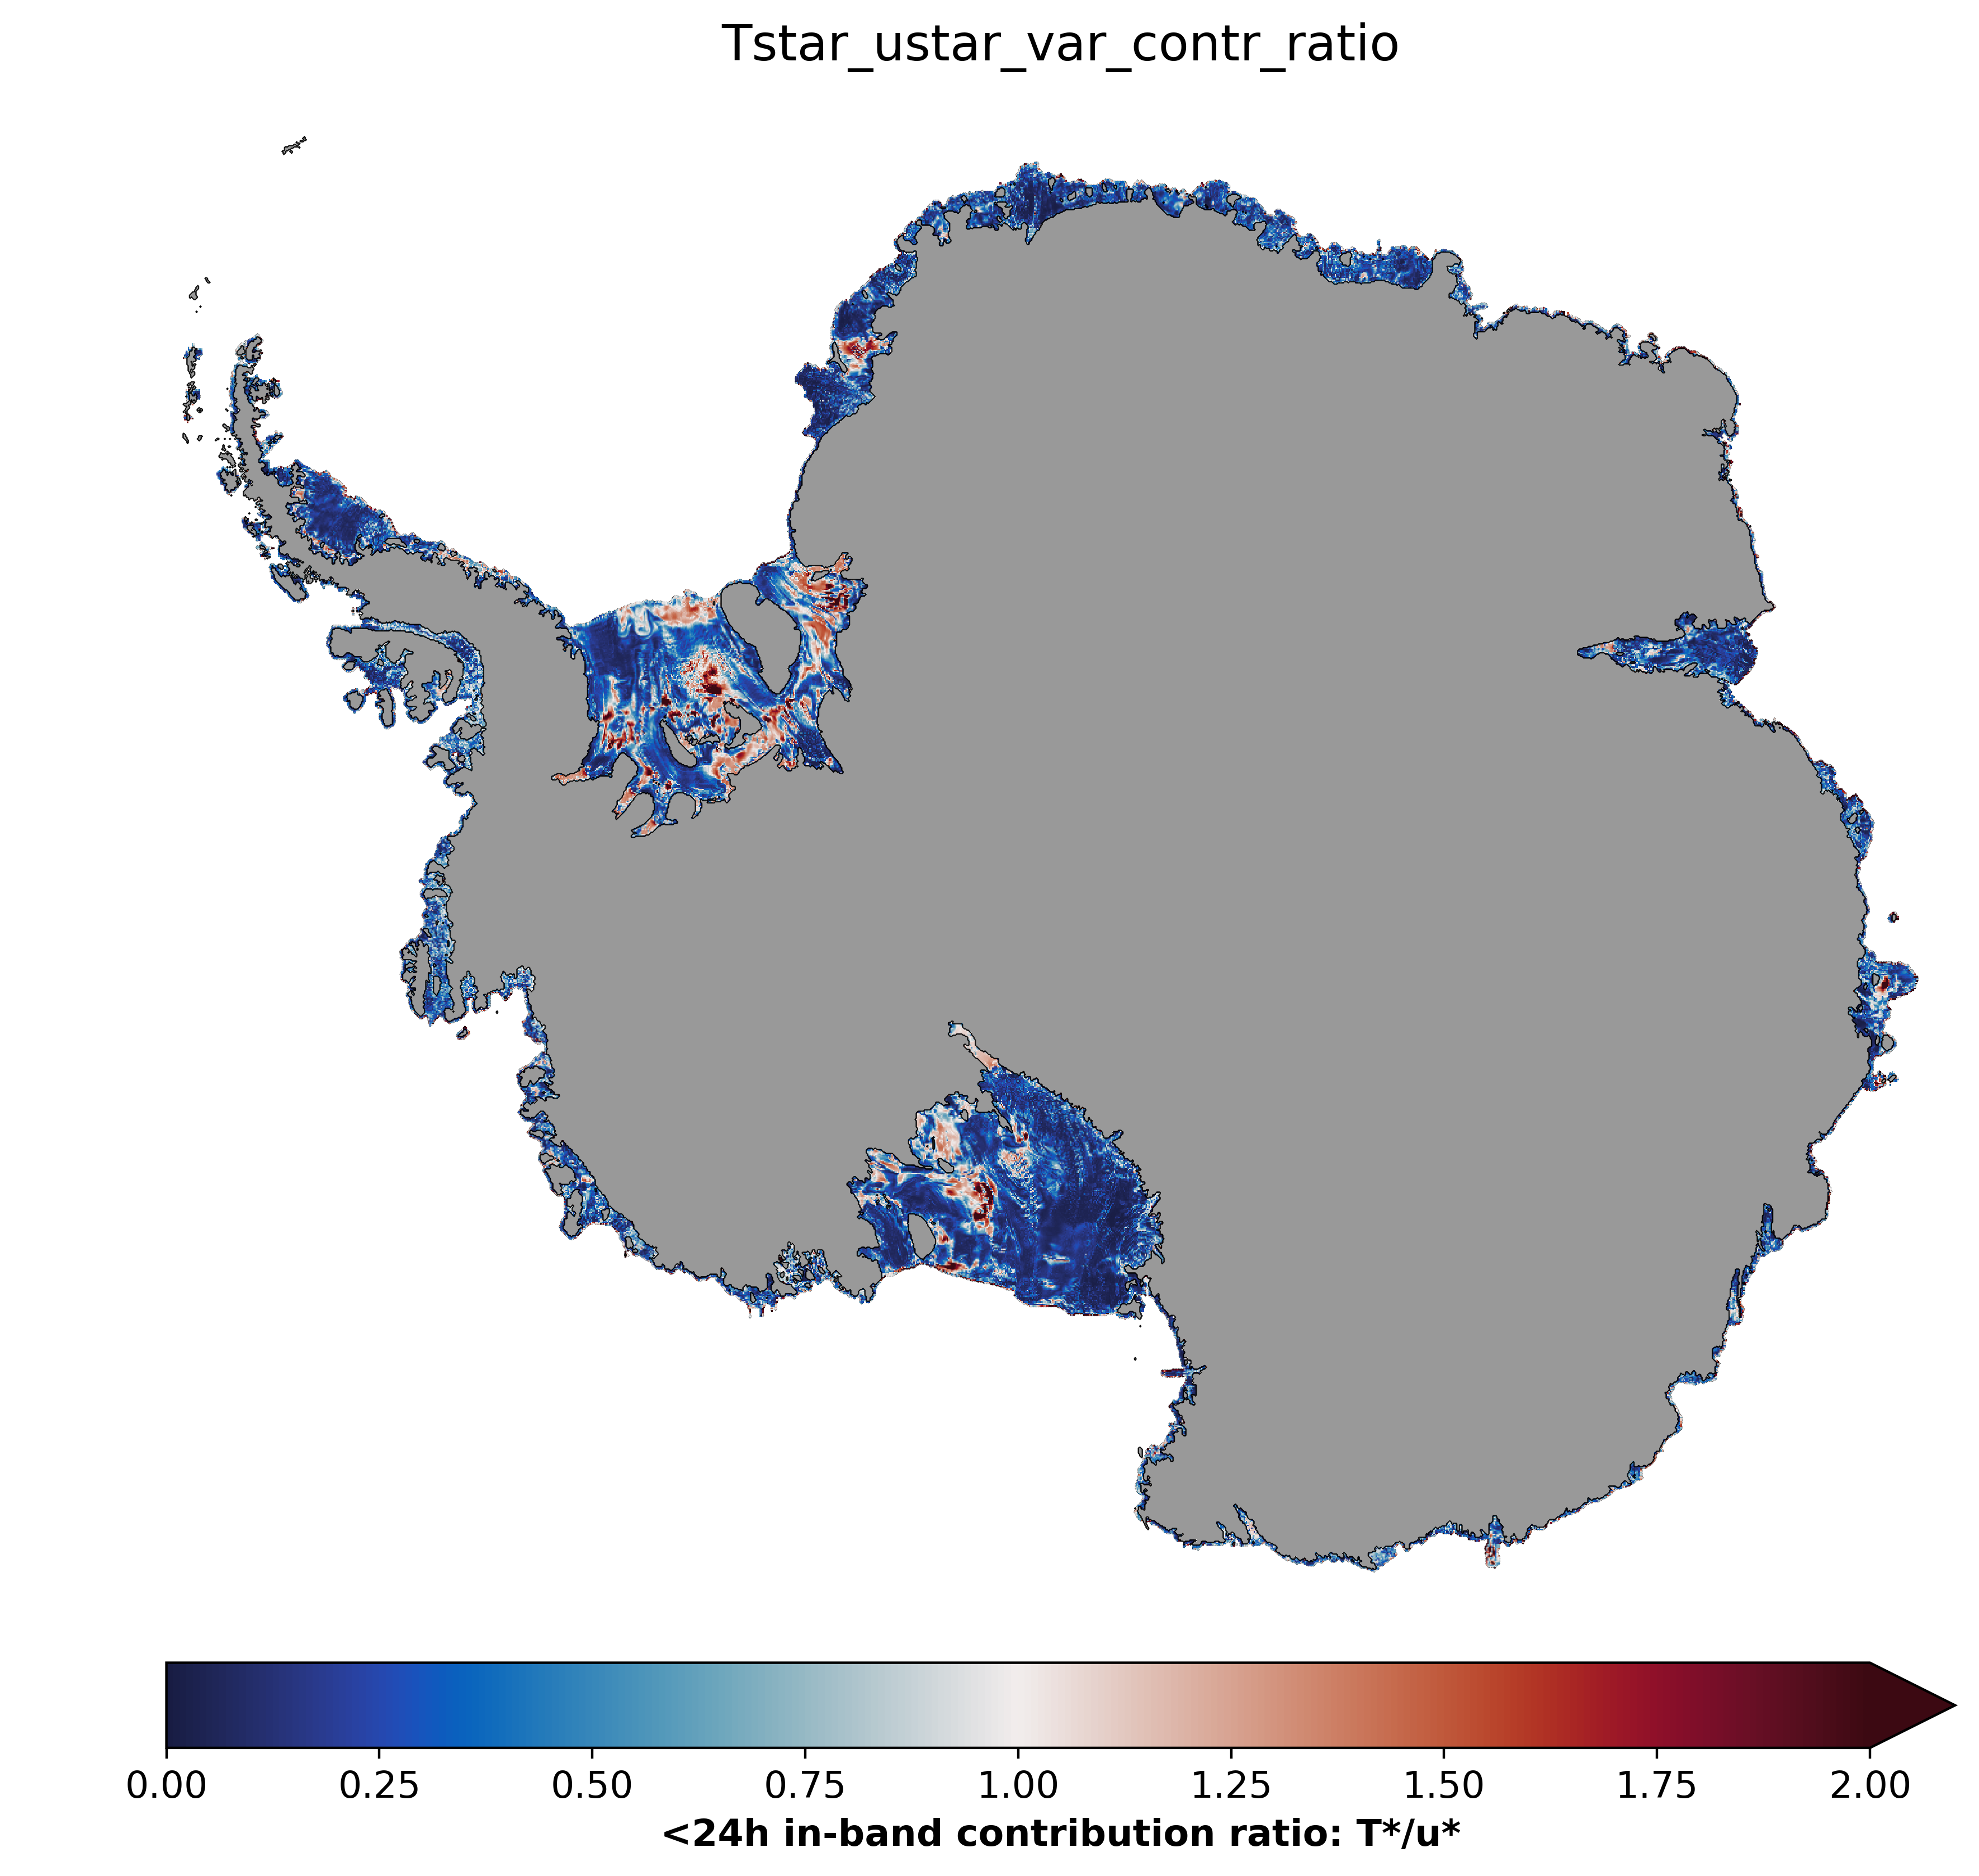 Tstar_ustar_var_contr_ratio
0.00 0.25 0.50 0.75 1.00 1.25 1.50 1.75 2.00
<24h in-band contribution ratio: T*/u*